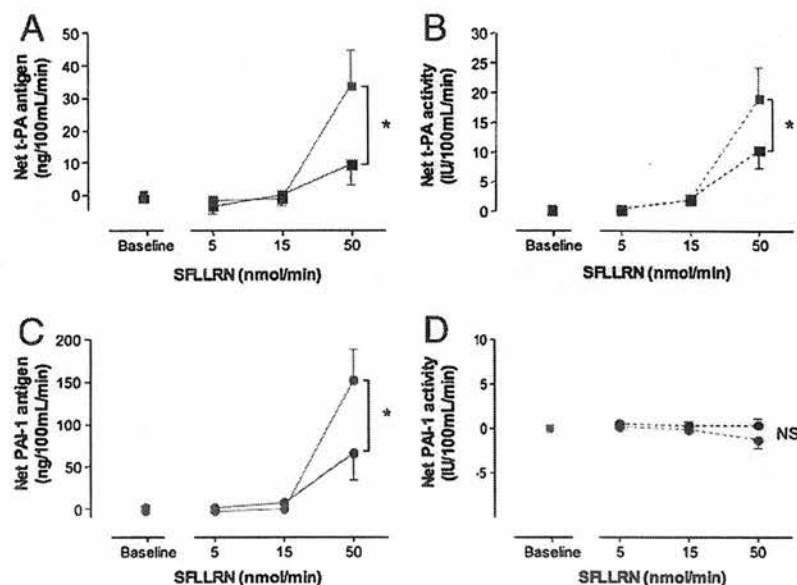 A
Net t-PA antigen
(ng/100mL/min)
50
40
30
20
10
0
*
Baseline
5
15
50
SFLLRN (nmol/min)
B
Net t-PA activity
(IU/100mL/min)
30
25
20
15
10
5
0
*
Baseline
5
15
50
SFLLRN (nmol/min)
C
Net PAI-1 antigen
(ng/100mL/min)
200
150
100
50
0
*
Baseline
5
15
50
SFLLRN (nmol/min)
D
Net PAI-1 activity
(IU/100mL/min)
10
5
0
-5
NS
Baseline
5
15
50
SFLLRN (nmol/min)